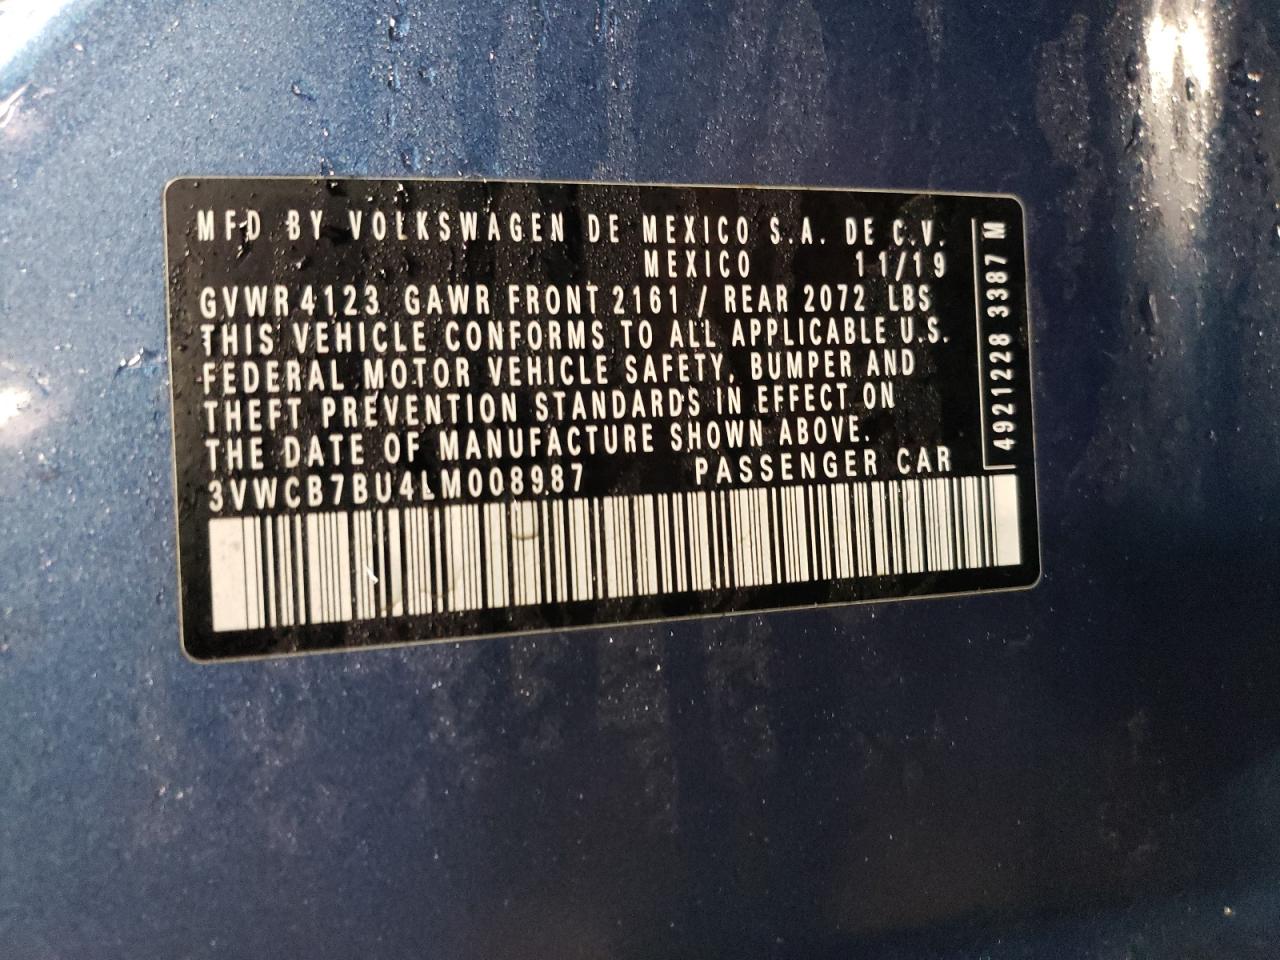 MFD BY VOLKSWAGEN DE MEXICO S.A. DE C.V.
MEXICO 11/19
GVWR 4123 GAWR FRONT 2161 / REAR 2072 LBS
THIS VEHICLE CONFORMS TO ALL APPLICABLE U.S.
FEDERAL MOTOR VEHICLE SAFETY, BUMPER AND
THEFT PREVENTION STANDARDS IN EFFECT ON
THE DATE OF MANUFACTURE SHOWN ABOVE.
3VWCB7BU4LM008987 PASSENGER CAR
4921228 3387 M